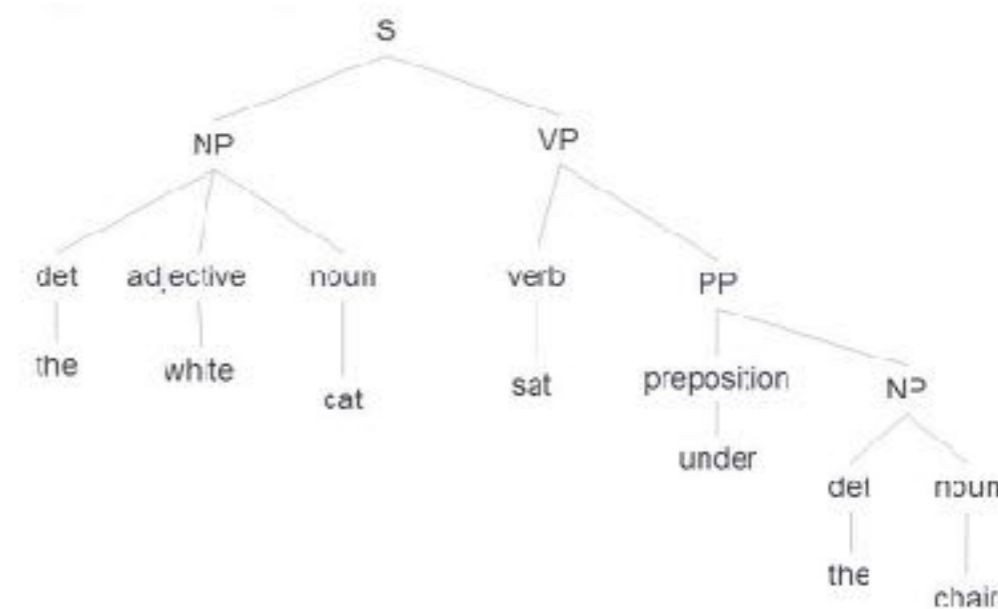 S
NP VP
det adjective noun verb PP
the white cat sat preposition NP
under det noun
the chair